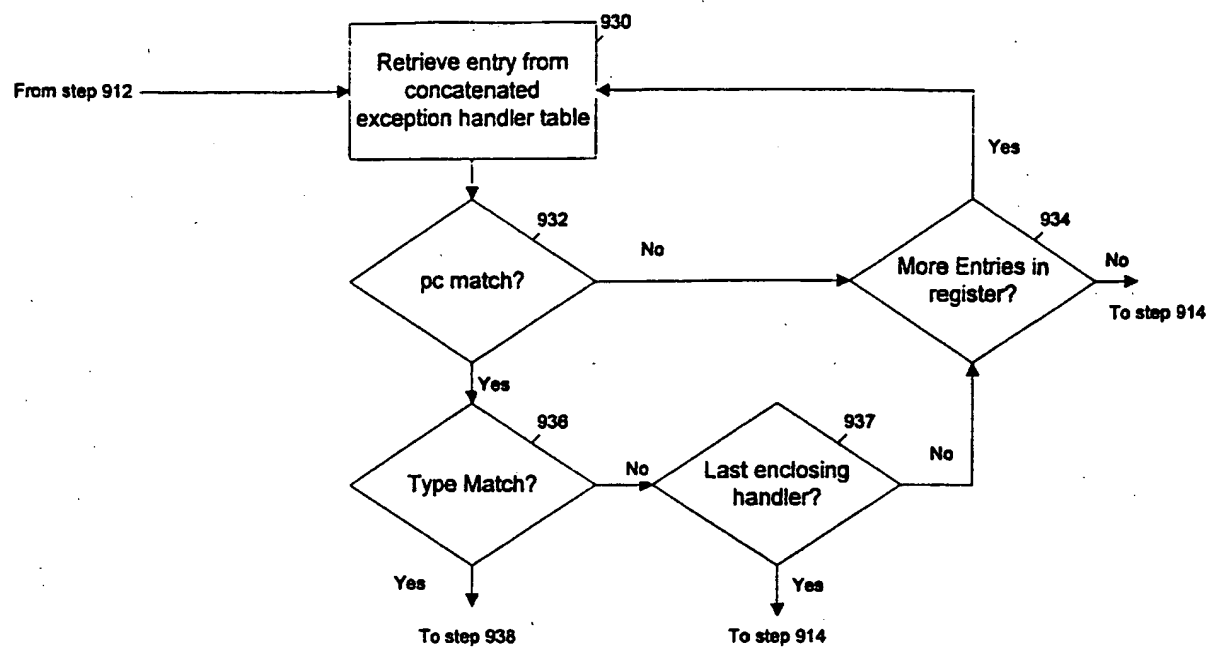 930
Retrieve entry from
concatenated
exception handler table
From step 912
Yes
932
pc match?
No
934
More Entries in
register?
No
To step 914
Yes
936
Type Match?
No
937
Last enclosing
handler?
No
Yes
To step 938
Yes
To step 914